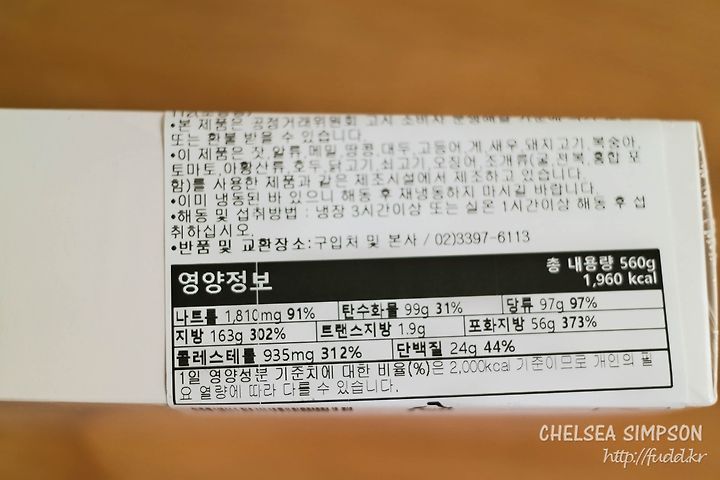 •본 제품은 공정거래위원회 고시 소비자
또는 환불 받을 수 있습니다.
•이 제품은 잣,알류,메밀,땅콩,대두,고등어,게,새우,돼지고기,복숭아,
토마토,아황산류,호두,닭고기,쇠고기,오징어,조개류(굴,전복,홍합 포
함)를 사용한 제품과 같은 제조시설에서 제조하고 있습니다.
•이미 냉동된 바 있으니 해동 후 재냉동하지 마시길 바랍니다.
•해동 및 섭취방법 : 냉장 3시간이상 또는 실온 1시간이상 해동 후 섭
취하십시오.
•반품 및 교환장소:구입처 및 본사 / 02)3397-6113
영양정보
총 내용량 560g
1,960 kcal
나트륨 1,810mg 91% 탄수화물 99g 31% 당류 97g 97%
지방 163g 302% 트랜스지방 1.9g 포화지방 56g 373%
콜레스테롤 935mg 312% 단백질 24g 44%
1일 영양성분 기준치에 대한 비율(%)은 2,000kcal 기준이므로 개인의 필
요 열량에 따라 다를 수 있습니다.
CHELSEA SIMPSON
http://fudd.kr